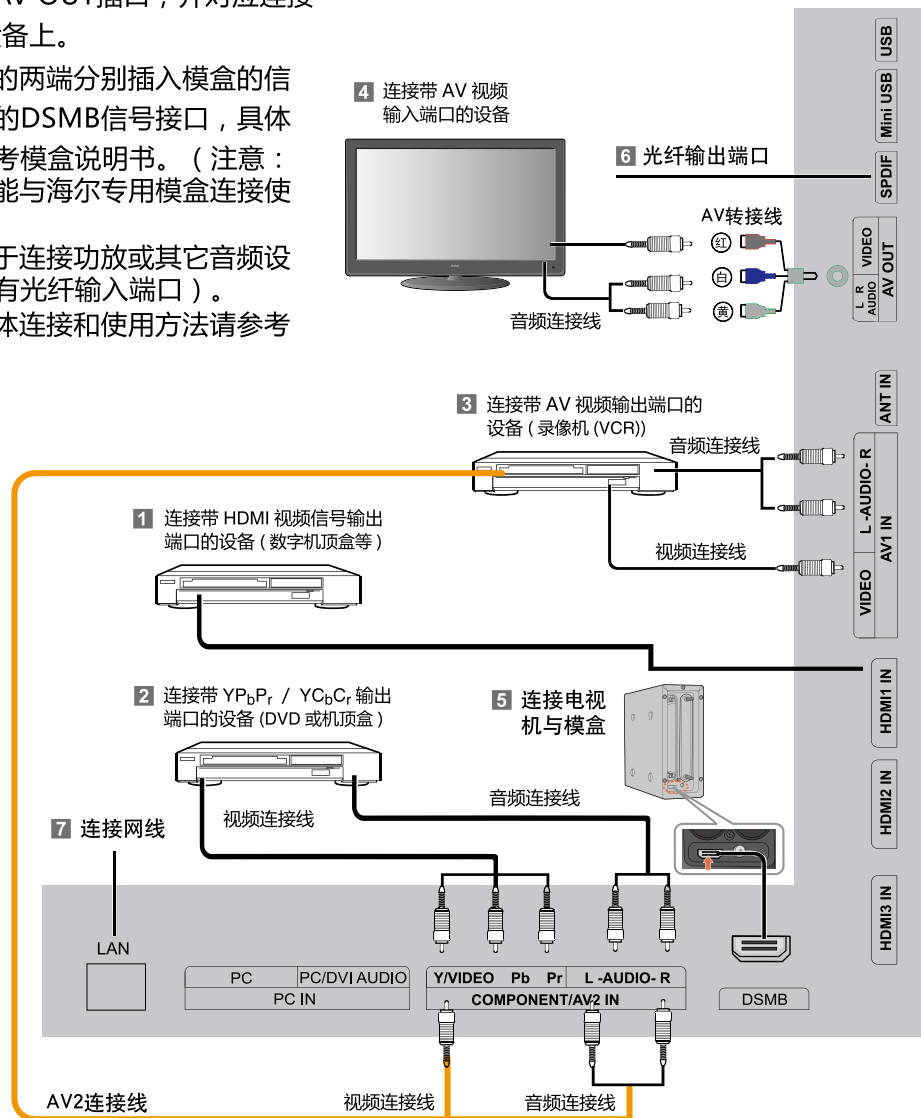 AV OUT插口，并对应连接
备上。
的两端分别插入模盒的信
的DSMB信号接口，具体
考模盒说明书。（注意：
能与海尔专用模盒连接使
于连接功放或其它音频设
有光纤输入端口）。
体连接和使用方法请参考
4 连接带 AV 视频
输入端口的设备
6 光纤输出端口
AV转接线
红
白
黄
音频连接线
USB
Mini USB
SPDIF
VIDEO
L R
AUDIO
AV OUT
ANT IN
3 连接带 AV 视频输出端口的
设备 ( 录像机 (VCR))
音频连接线
视频连接线
L -AUDIO- R
VIDEO
AV1 IN
1 连接带 HDMI 视频信号输出
端口的设备 ( 数字机顶盒等 )
HDMI1 IN
2 连接带 YPbPr / YCbCr 输出
端口的设备 (DVD 或机顶盒 )
5 连接电视
机与模盒
HDMI2 IN
视频连接线
音频连接线
7 连接网线
HDMI3 IN
LAN
PC
PC/DVI AUDIO
PC IN
Y/VIDEO Pb Pr L -AUDIO- R
COMPONENT/AV2 IN
DSMB
AV2连接线
视频连接线
音频连接线